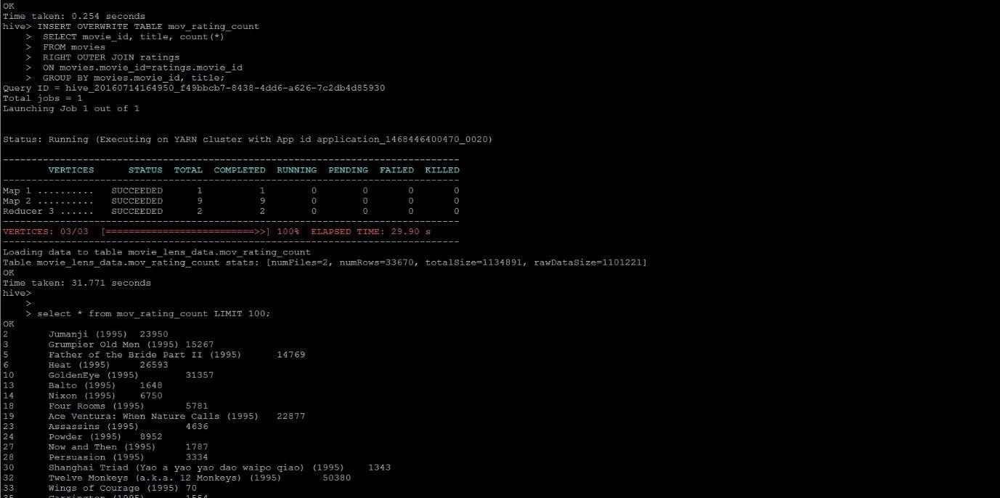 OK
Time taken: 0.254 seconds
hive> INSERT OVERWRITE TABLE mov_rating_count
    >  SELECT movie_id, title, count(*)
    >  FROM movies
    >  RIGHT OUTER JOIN ratings
    >  ON movies.movie_id=ratings.movie_id
    >  GROUP BY movies.movie_id, title;
Query ID = hive_20160714164950_f49bbcb7-8438-4dd6-a626-7c2db4d85930
Total jobs = 1
Launching Job 1 out of 1
Status: Running (Executing on YARN cluster with App id application_1468446400470_0020)
--------------------------------------------------------------------------------
        VERTICES      STATUS  TOTAL  COMPLETED  RUNNING  PENDING  FAILED  KILLED
--------------------------------------------------------------------------------
Map 1 ..........   SUCCEEDED      1          1        0        0       0       0
Map 2 ..........   SUCCEEDED      9          9        0        0       0       0
Reducer 3 ......   SUCCEEDED      2          2        0        0       0       0
--------------------------------------------------------------------------------
VERTICES: 03/03  [==========================>>] 100%  ELAPSED TIME: 29.90 s
--------------------------------------------------------------------------------
Loading data to table movie_lens_data.mov_rating_count
Table movie_lens_data.mov_rating_count stats: [numFiles=2, numRows=33670, totalSize=1134891, rawDataSize=1101221]
OK
Time taken: 31.771 seconds
hive>
    >
    > select * from mov_rating_count LIMIT 100;
OK
2       Jumanji (1995)  23950
3       Grumpier Old Men (1995) 15267
5       Father of the Bride Part II (1995)      14769
6       Heat (1995)     26593
10      GoldenEye (1995)        31357
13      Balto (1995)    1648
14      Nixon (1995)    6750
18      Four Rooms (1995)       5781
19      Ace Ventura: When Nature Calls (1995)   22877
23      Assassins (1995)        4636
24      Powder (1995)   8952
27      Now and Then (1995)     1787
28      Persuasion (1995)       3334
30      Shanghai Triad (Yao a yao yao dao waipo qiao) (1995)    1343
32      Twelve Monkeys (a.k.a. 12 Monkeys) (1995)       50380
33      Wings of Courage (1995) 70
35      Carrington (1995)       1554